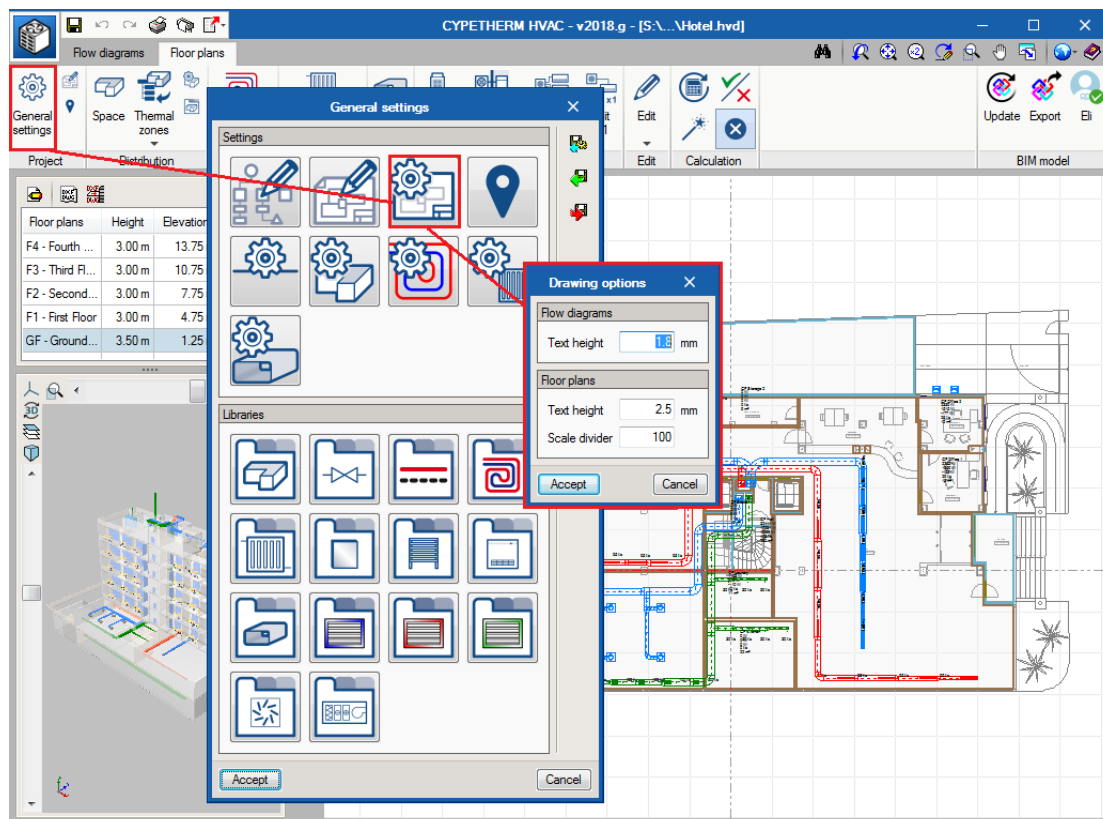 CYPETHERM HVAC - v2018.g - [S:\...\Hotel.hvd]
Flow diagrams
Floor plans
General
settings
Space
Thermal
zones
x1
Edit
Update
Export
Eli
Project
Distribution
Edit
Calculation
BIM model
Floor plans Height Elevation
F4 - Fourth ... 3.00 m 13.75
F3 - Third Fl... 3.00 m 10.75
F2 - Second... 3.00 m 7.75
F1 - First Floor 3.00 m 4.75
GF - Ground... 3.50 m 1.25
3D
General settings
Settings
Libraries
Accept
Cancel
Drawing options
Flow diagrams
Text height 1.8 mm
Floor plans
Text height 2.5 mm
Scale divider 100
Accept
Cancel